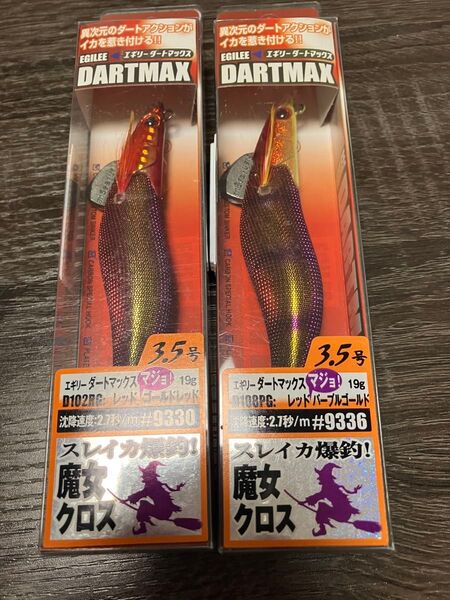 異次元のダートアクションが
イカを惹き付ける!!
EGILEE エギリーダートマックス
DARTMAX
3.5号
エギリー ダートマックス マジョ! 19g
D102RG: レッド ゴールドレッド
沈降速度:2.7秒/m #9330
スレイカ爆釣!
魔女
クロス
異次元のダートアクションが
イカを惹き付ける!!
EGILEE エギリーダートマックス
DARTMAX
CARBON SPECIAL HOOK
3.5号
エギリー ダートマックス マジョ! 19g
D108PG: レッド パープルゴールド
沈降速度:2.7秒/m #9336
スレイカ爆釣!
魔女
クロス